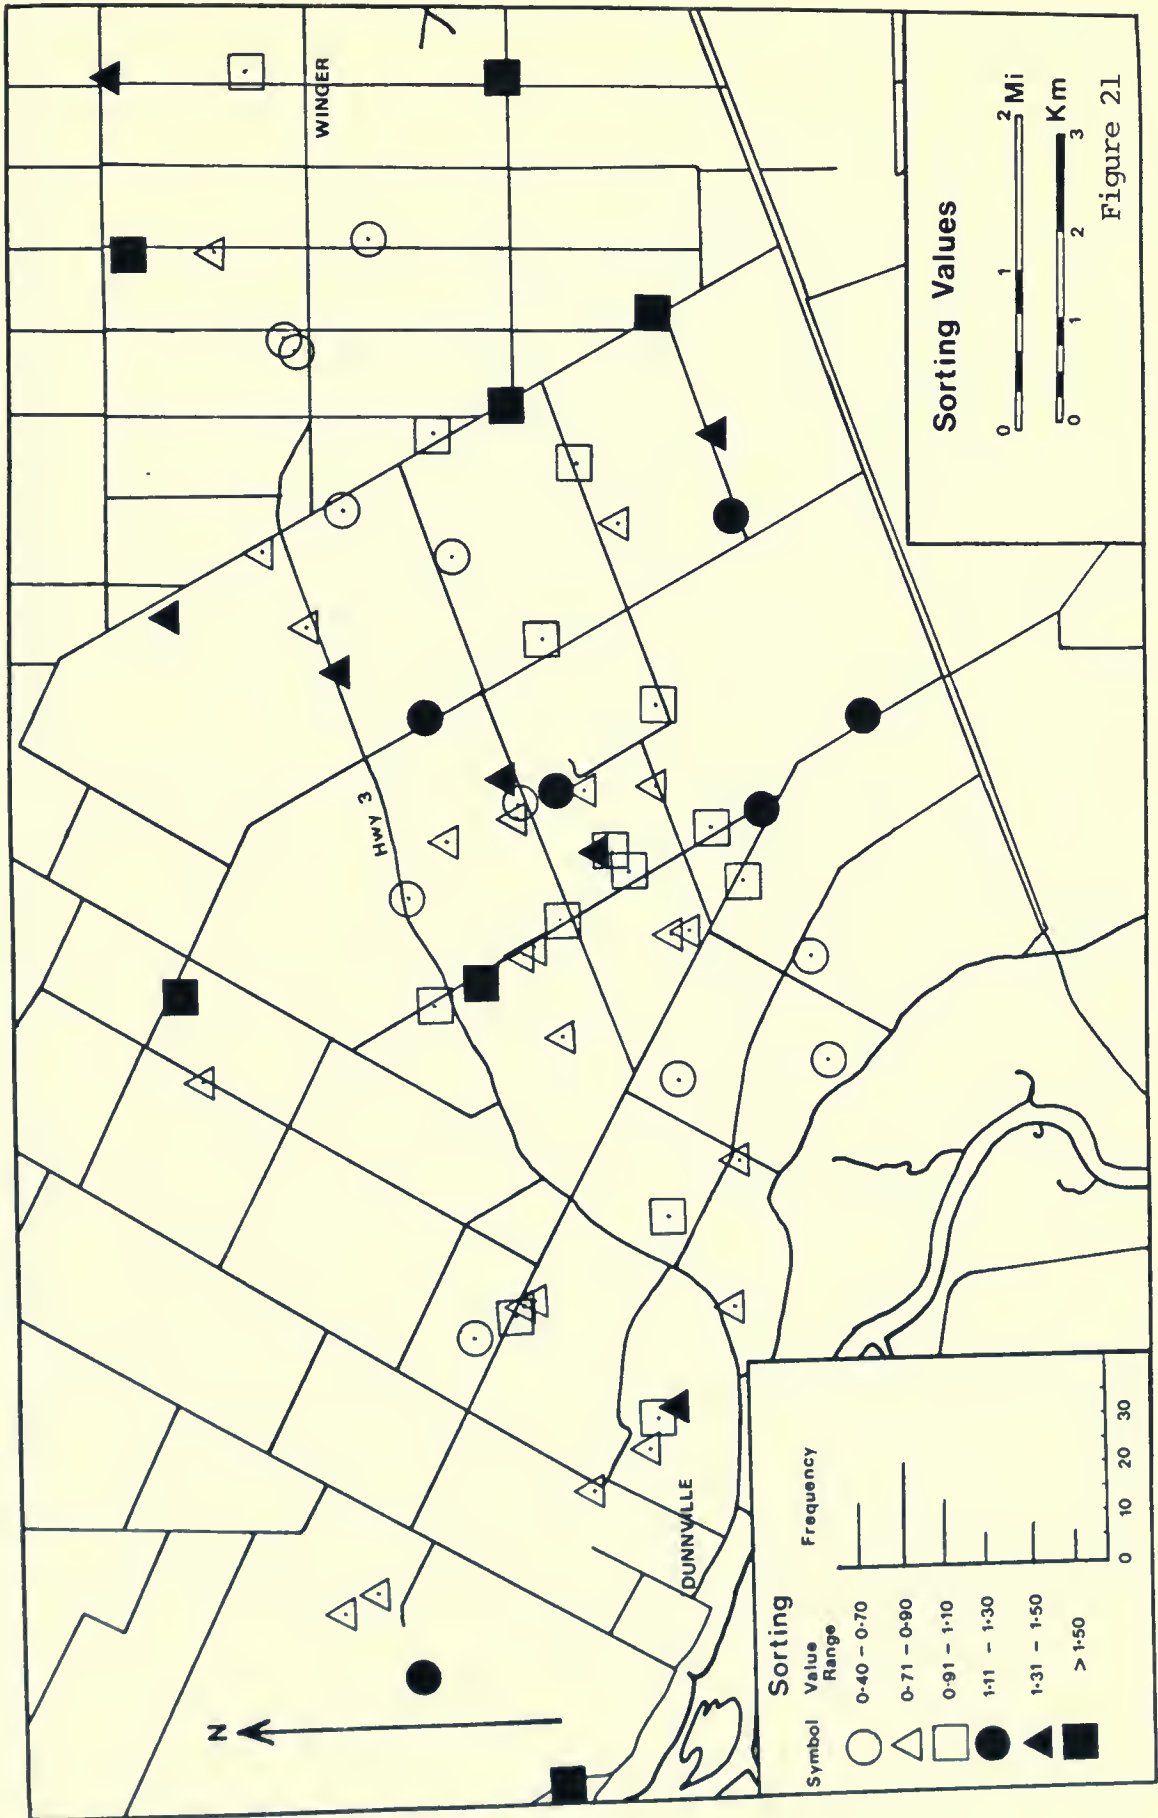 WINGER
Hwy 3
DUNNVILLE
N
Sorting
Symbol Value Range Frequency
0·40 – 0·70
0·71 – 0·90
0·91 – 1·10
1·11 – 1·30
1·31 – 1·50
> 1·50
0 10 20 30
Sorting Values
0 1 2 Mi
0 1 2 3 Km
Figure 21